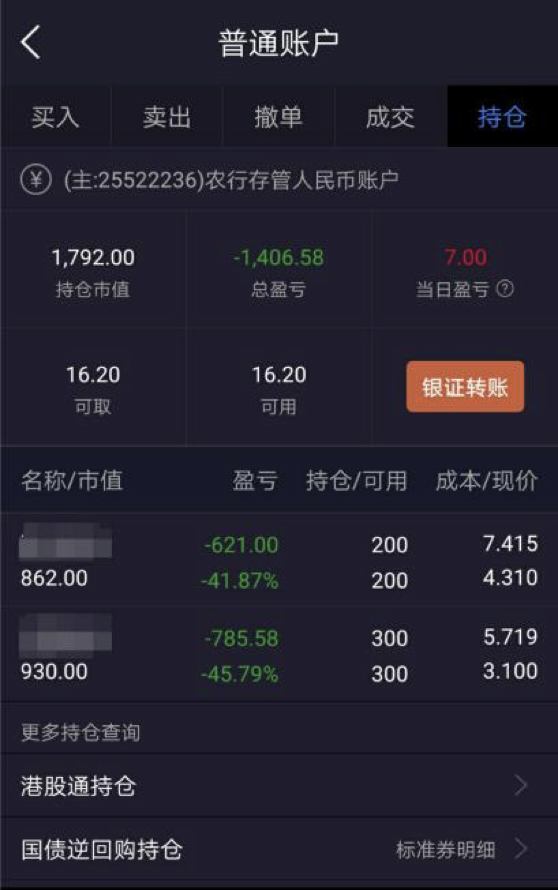 普通账户
买入 卖出 撤单 成交 持仓
¥ (主:25522236)农行存管人民币账户
1,792.00 -1,406.58 7.00
持仓市值 总盈亏 当日盈亏 ?
16.20 16.20 银证转账
可取 可用
名称/市值 盈亏 持仓/可用 成本/现价
-621.00 200 7.415
862.00 -41.87% 200 4.310
-785.58 300 5.719
930.00 -45.79% 300 3.100
更多持仓查询
港股通持仓
国债逆回购持仓 标准券明细